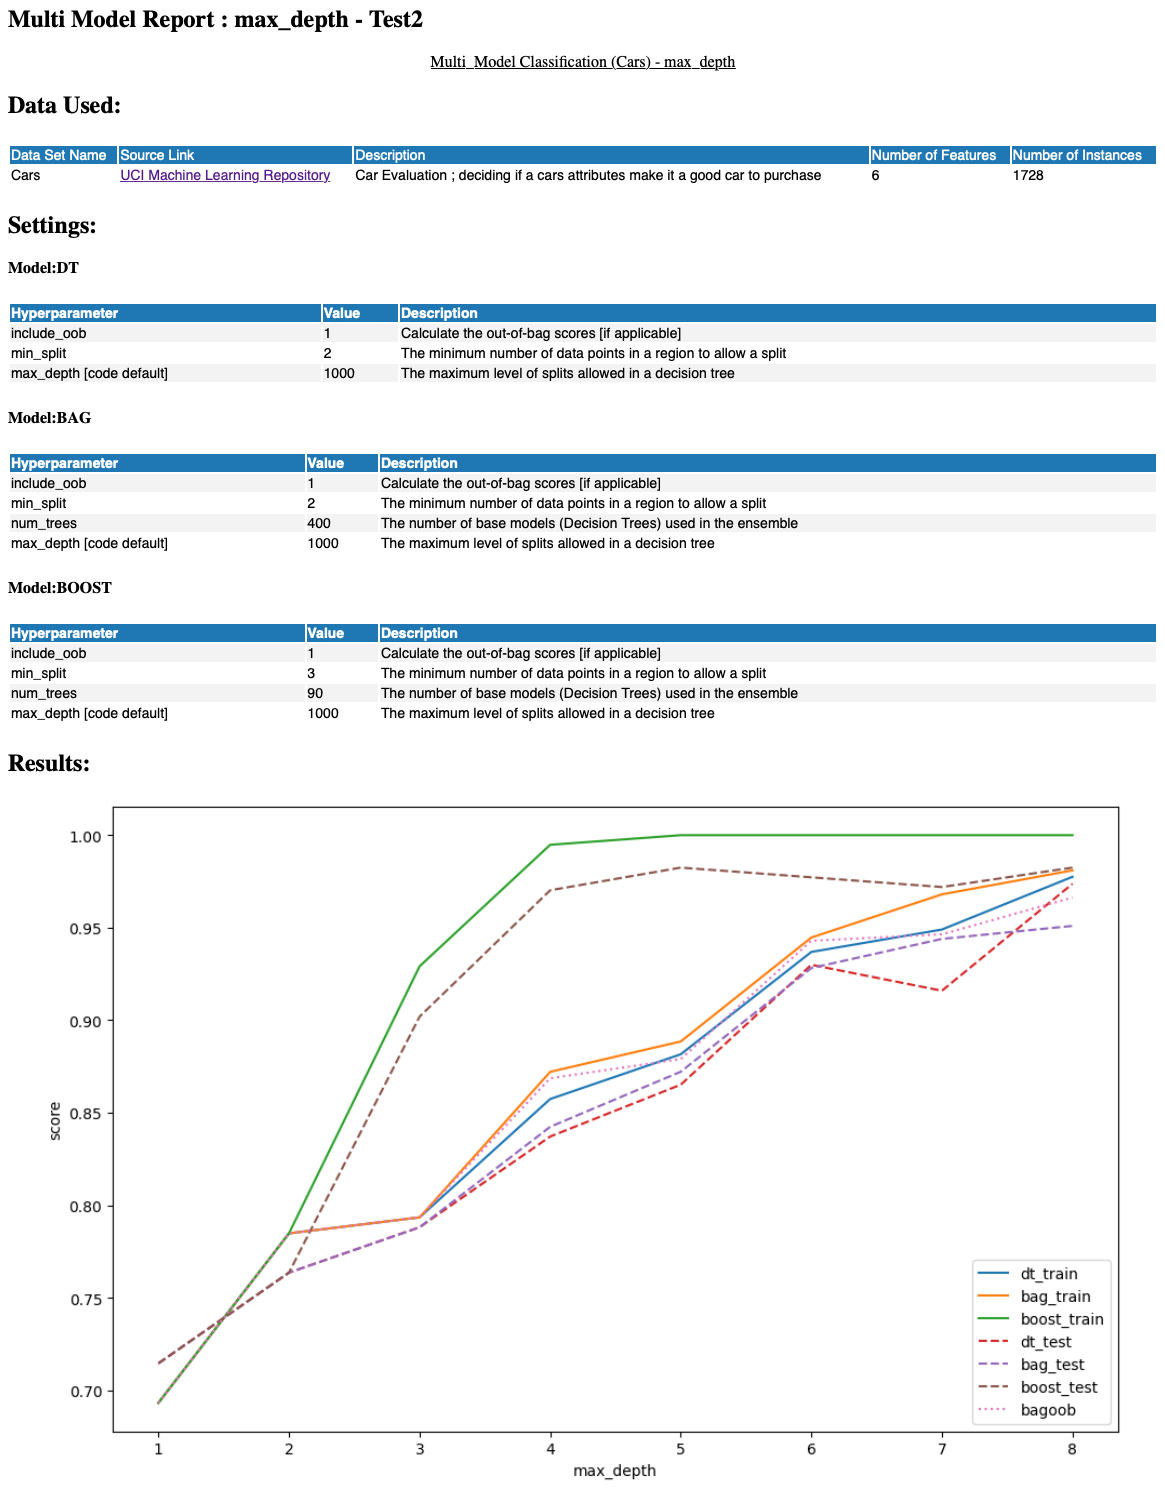 Multi Model Report : max_depth - Test2
Multi_Model Classification (Cars) - max_depth
Data Used:
Data Set Name Source Link Description Number of Features Number of Instances
Cars UCI Machine Learning Repository Car Evaluation ; deciding if a cars attributes make it a good car to purchase 6 1728
Settings:
Model:DT
Hyperparameter Value Description
include_oob 1 Calculate the out-of-bag scores [if applicable]
min_split 2 The minimum number of data points in a region to allow a split
max_depth [code default] 1000 The maximum level of splits allowed in a decision tree
Model:BAG
Hyperparameter Value Description
include_oob 1 Calculate the out-of-bag scores [if applicable]
min_split 2 The minimum number of data points in a region to allow a split
num_trees 400 The number of base models (Decision Trees) used in the ensemble
max_depth [code default] 1000 The maximum level of splits allowed in a decision tree
Model:BOOST
Hyperparameter Value Description
include_oob 1 Calculate the out-of-bag scores [if applicable]
min_split 3 The minimum number of data points in a region to allow a split
num_trees 90 The number of base models (Decision Trees) used in the ensemble
max_depth [code default] 1000 The maximum level of splits allowed in a decision tree
Results:
1.00
0.95
0.90
0.85
score
0.80
0.75
0.70
dt_train
bag_train
boost_train
dt_test
bag_test
boost_test
bagoob
1 2 3 4 5 6 7 8
max_depth